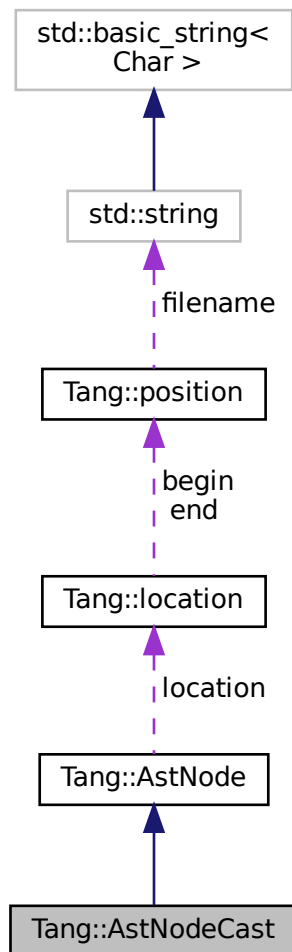 std::basic_string<
Char >
std::string
filename
Tang::position
begin
end
Tang::location
location
Tang::AstNode
Tang::AstNodeCast